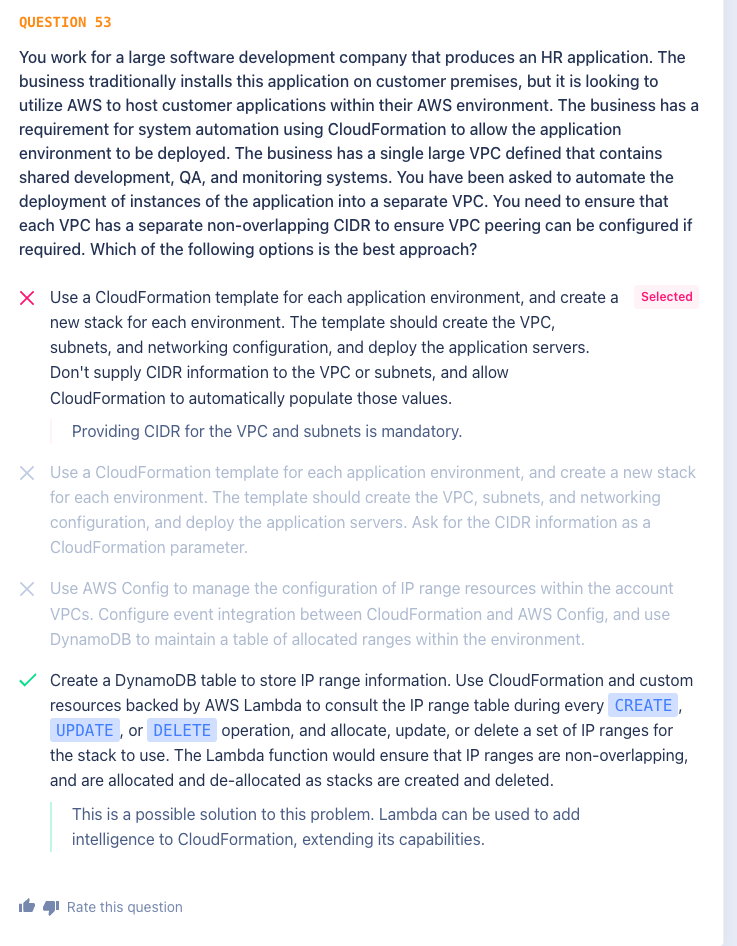 QUESTION 53
You work for a large software development company that produces an HR application. The
business traditionally installs this application on customer premises, but it is looking to
utilize AWS to host customer applications within their AWS environment. The business has a
requirement for system automation using CloudFormation to allow the application
environment to be deployed. The business has a single large VPC defined that contains
shared development, QA, and monitoring systems. You have been asked to automate the
deployment of instances of the application into a separate VPC. You need to ensure that
each VPC has a separate non-overlapping CIDR to ensure VPC peering can be configured if
required. Which of the following options is the best approach?
Use a CloudFormation template for each application environment, and create a Selected
new stack for each environment. The template should create the VPC,
subnets, and networking configuration, and deploy the application servers.
Don't supply CIDR information to the VPC or subnets, and allow
CloudFormation to automatically populate those values.
Providing CIDR for the VPC and subnets is mandatory.
Use a CloudFormation template for each application environment, and create a new stack
for each environment. The template should create the VPC, subnets, and networking
configuration, and deploy the application servers. Ask for the CIDR information as a
CloudFormation parameter.
Use AWS Config to manage the configuration of IP range resources within the account
VPCs. Configure event integration between CloudFormation and AWS Config, and use
DynamoDB to maintain a table of allocated ranges within the environment.
Create a DynamoDB table to store IP range information. Use CloudFormation and custom
resources backed by AWS Lambda to consult the IP range table during every CREATE,
UPDATE, or DELETE operation, and allocate, update, or delete a set of IP ranges for
the stack to use. The Lambda function would ensure that IP ranges are non-overlapping,
and are allocated and de-allocated as stacks are created and deleted.
This is a possible solution to this problem. Lambda can be used to add
intelligence to CloudFormation, extending its capabilities.
Rate this question